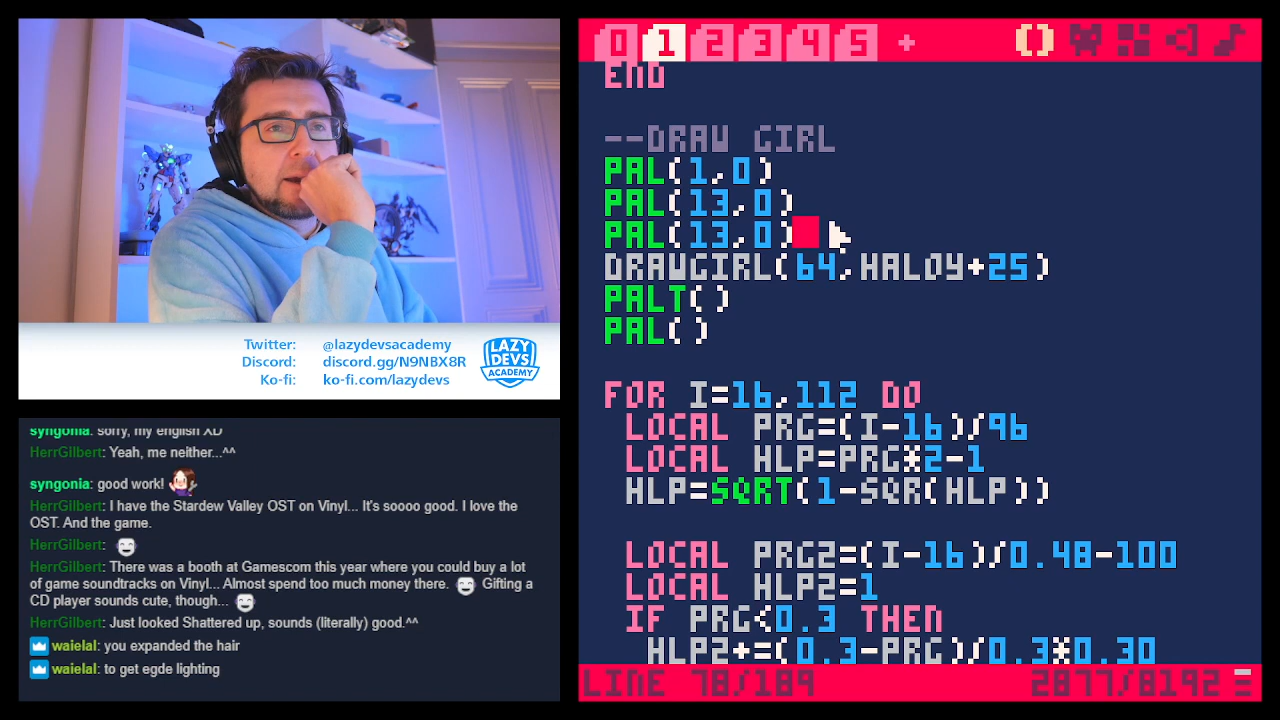 Twitter: @lazydevsacademy
Discord: discord.gg/N9NBX8R
Ko-fi: ko-fi.com/lazydevs
LAZY
DEVS
ACADEMY
syngonia: sorry, my english XD
HerrGilbert: Yeah, me neither...^^
syngonia: good work!
HerrGilbert: I have the Stardew Valley OST on Vinyl... It's soooo good. I love the
OST. And the game.
HerrGilbert:
HerrGilbert: There was a booth at Gamescom this year where you could buy a lot
of game soundtracks on Vinyl... Almost spend too much money there. Gifting a
CD player sounds cute, though...
HerrGilbert: Just looked Shattered up, sounds (literally) good.^^
waielal: you expanded the hair
waielal: to get egde lighting
0 1 2 3 4 5 + ()
END
--DRAW GIRL
PAL(1,0)
PAL(13,0)
PAL(13,0)
DRAWGIRL(64,HALOY+25)
PALT()
PAL()
FOR I=16,112 DO
LOCAL PRG=(I-16)/96
LOCAL HLP=PRG*2-1
HLP=SQRT(1-SQR(HLP))
LOCAL PRG2=(I-16)/0.48-100
LOCAL HLP2=1
IF PRG<0.3 THEN
HLP2+=(0.3-PRG)/0.3*0.30
LINE 78/189 2877/8192